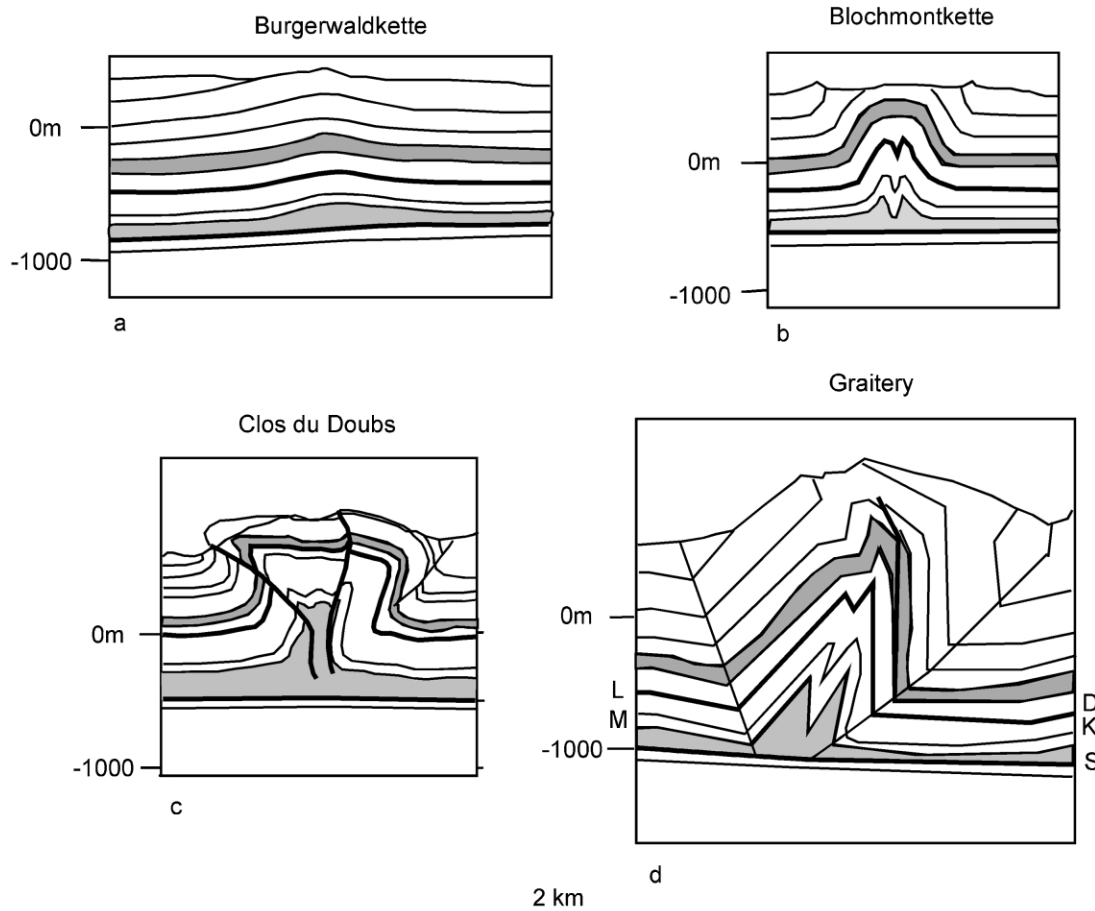 Burgerwaldkette
0m
-1000
a
Blochmontkette
0m
-1000
b
Clos du Doubs
0m
-1000
c
Graitery
0m
L
M
-1000
D
K
S
d
2 km